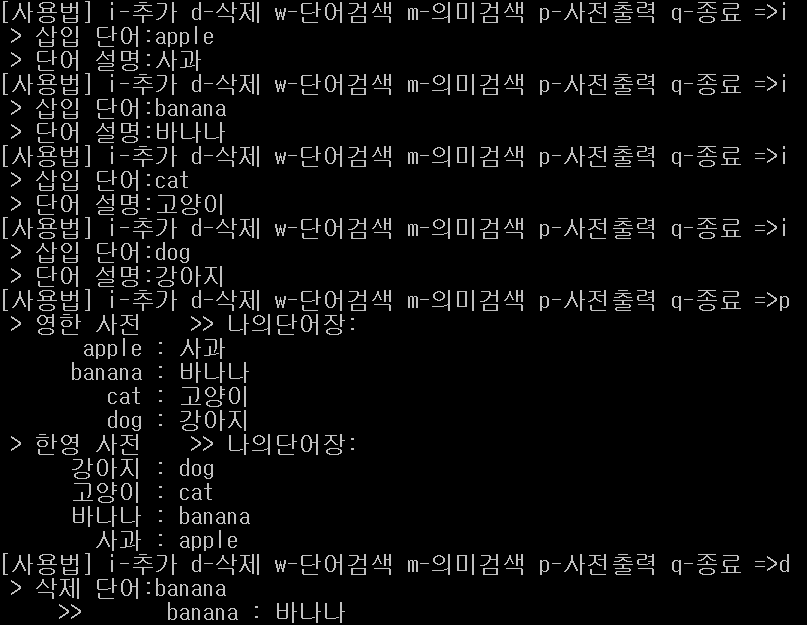 [사용법] i-추가 d-삭제 w-단어검색 m-의미검색 p-사전출력 q-종료 =>i
> 삽입 단어:apple
> 단어 설명:사과
[사용법] i-추가 d-삭제 w-단어검색 m-의미검색 p-사전출력 q-종료 =>i
> 삽입 단어:banana
> 단어 설명:바나나
[사용법] i-추가 d-삭제 w-단어검색 m-의미검색 p-사전출력 q-종료 =>i
> 삽입 단어:cat
> 단어 설명:고양이
[사용법] i-추가 d-삭제 w-단어검색 m-의미검색 p-사전출력 q-종료 =>i
> 삽입 단어:dog
> 단어 설명:강아지
[사용법] i-추가 d-삭제 w-단어검색 m-의미검색 p-사전출력 q-종료 =>p
> 영한 사전    >> 나의단어장:
apple : 사과
banana : 바나나
cat : 고양이
dog : 강아지
> 한영 사전    >> 나의단어장:
강아지 : dog
고양이 : cat
바나나 : banana
사과 : apple
[사용법] i-추가 d-삭제 w-단어검색 m-의미검색 p-사전출력 q-종료 =>d
> 삭제 단어:banana
>>       banana : 바나나